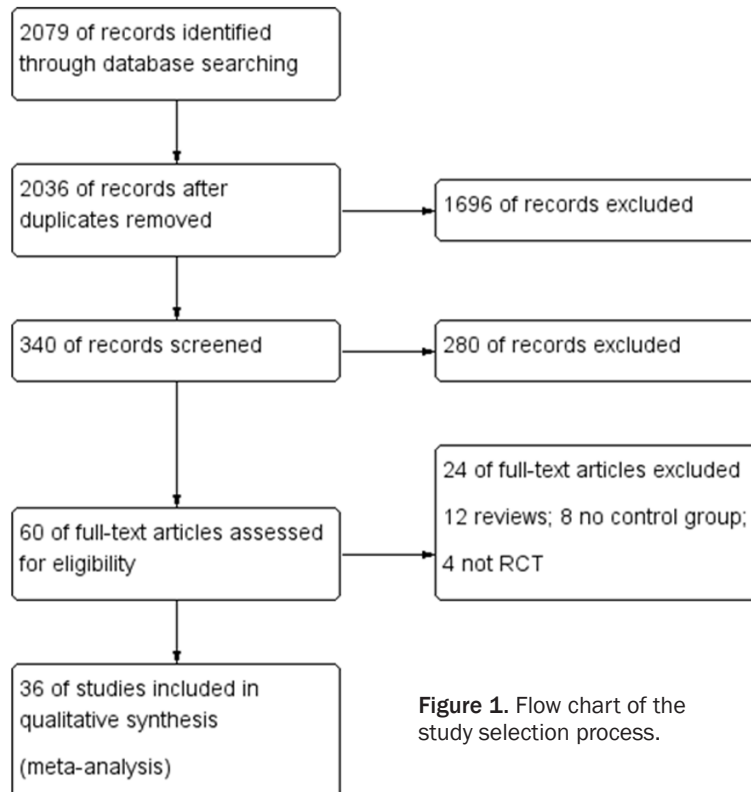 2079 of records identified
through database searching
2036 of records after
duplicates removed
1696 of records excluded
340 of records screened
280 of records excluded
60 of full-text articles assessed
for eligibility
24 of full-text articles excluded
12 reviews; 8 no control group;
4 not RCT
36 of studies included in
qualitative synthesis
(meta-analysis)
Figure 1. Flow chart of the
study selection process.